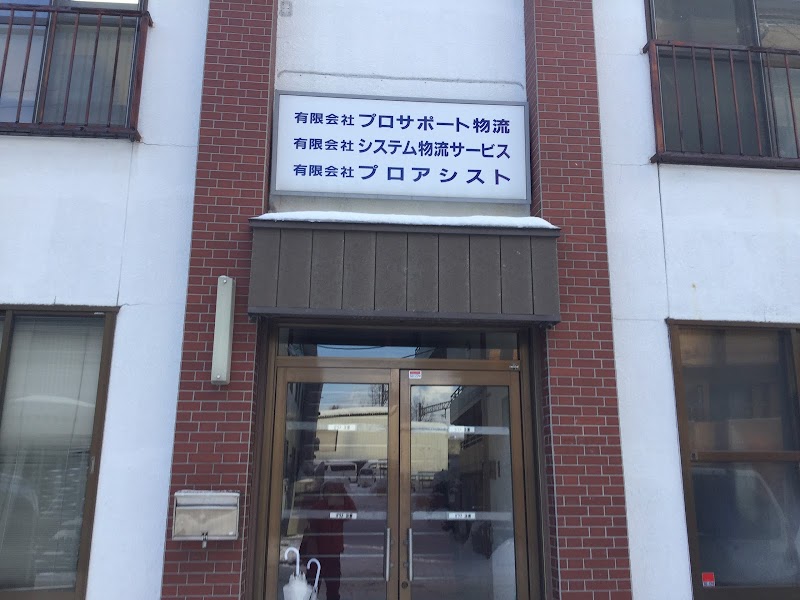 有限会社 プロサポート物流
有限会社 システム物流サービス
有限会社 プロアシスト